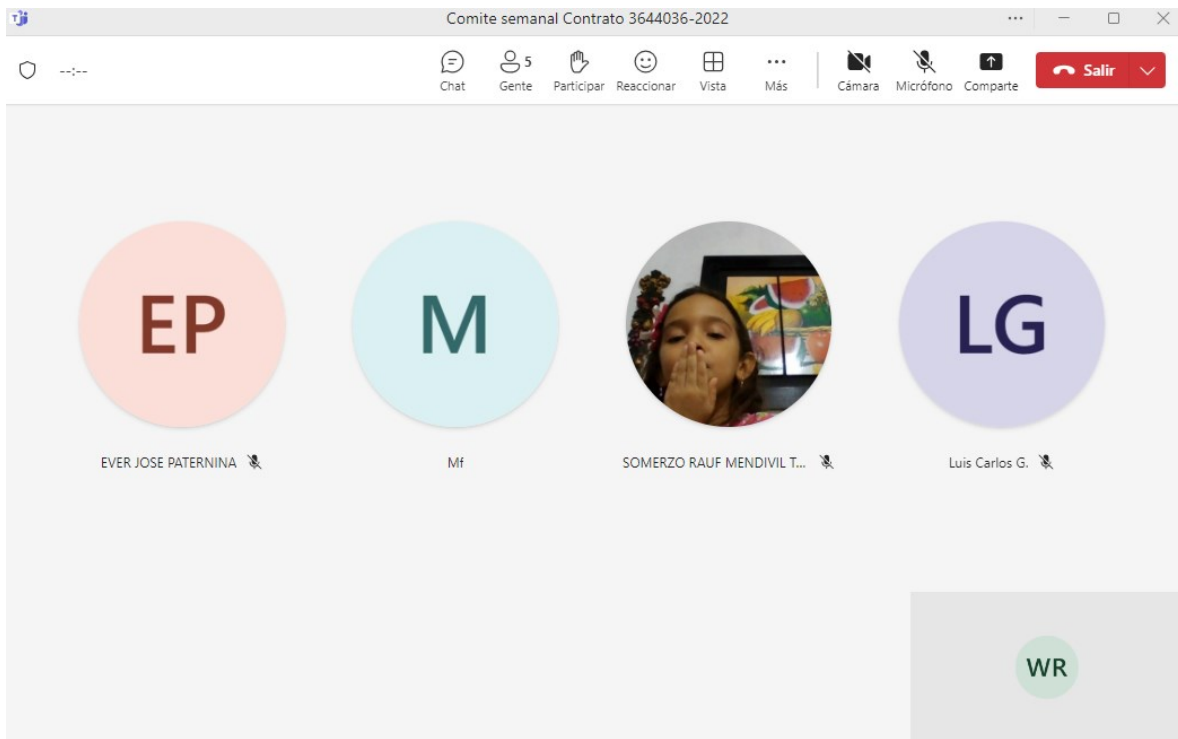 Comite semanal Contrato 3644036-2022
--:--
Chat
5
Gente
Participar
Reaccionar
Vista
Más
Cámara
Micrófono
Comparte
Salir
EP
M
LG
EVER JOSE PATERNINA
Mf
SOMERZO RAUF MENDIVIL T...
Luis Carlos G.
WR